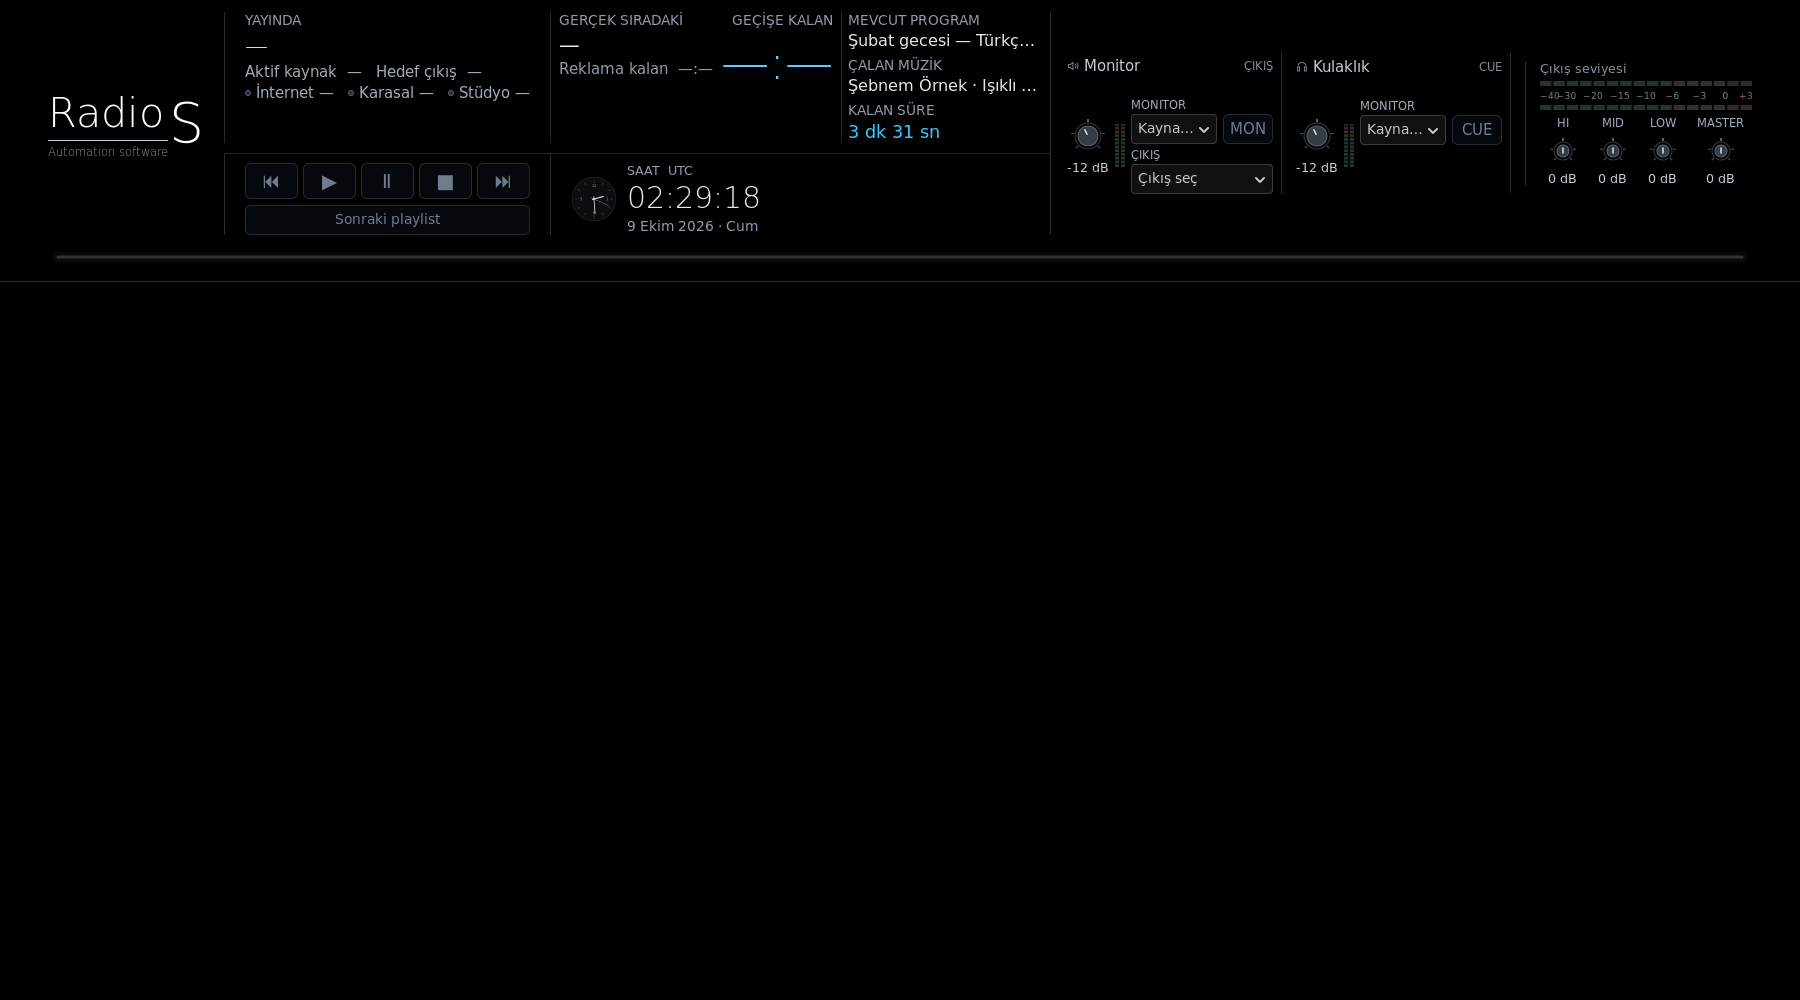 Radio S
Automation software
YAYINDA
—
Aktif kaynak — Hedef çıkış —
İnternet — Karasal — Stüdyo —
Sonraki playlist
GERÇEK SIRADAKİ
—
Reklama kalan —:—
GEÇİŞE KALAN
—:—
MEVCUT PROGRAM
Şubat gecesi — Türkç…
ÇALAN MÜZİK
Şebnem Örnek · Işıklı …
KALAN SÜRE
3 dk 31 sn
SAAT UTC
02:29:18
9 Ekim 2026 · Cum
Monitor ÇIKIŞ
MONITOR
Kayna… MON
-12 dB
ÇIKIŞ
Çıkış seç
Kulaklık CUE
MONITOR
Kayna… CUE
-12 dB
Çıkış seviyesi
−40 −30 −20 −15 −10 −6 −3 0 +3
HI MID LOW MASTER
0 dB 0 dB 0 dB 0 dB